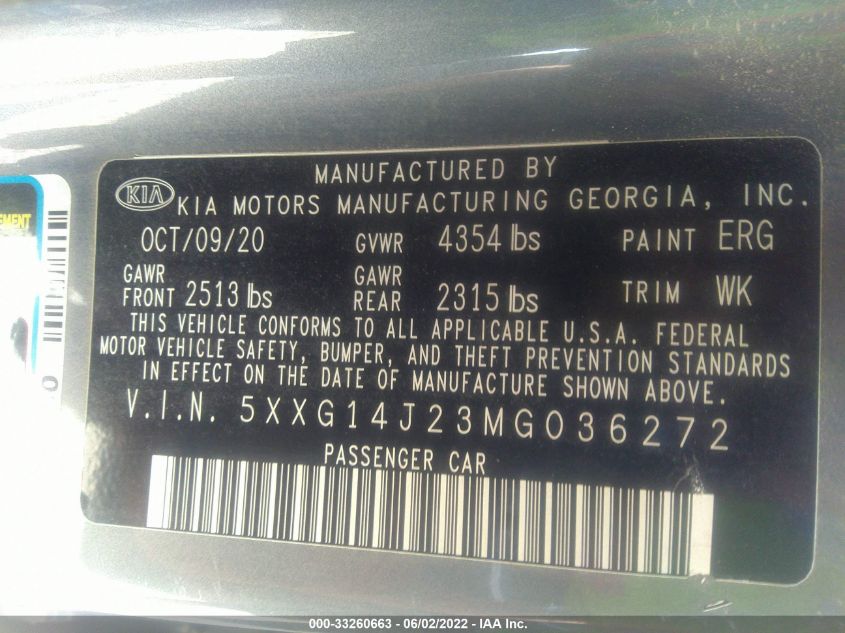 MANUFACTURED BY
KIA KIA MOTORS MANUFACTURING GEORGIA, INC.
OCT/09/20 GVWR 4354 lbs PAINT ERG
GAWR FRONT 2513 lbs GAWR REAR 2315 lbs TRIM WK
THIS VEHICLE CONFORMS TO ALL APPLICABLE U.S.A. FEDERAL
MOTOR VEHICLE SAFETY, BUMPER, AND THEFT PREVENTION STANDARDS
IN EFFECT ON THE DATE OF MANUFACTURE SHOWN ABOVE.
V.I.N. 5XXG14J23MG036272
PASSENGER CAR
000-33260663 - 06/02/2022 - IAA Inc.